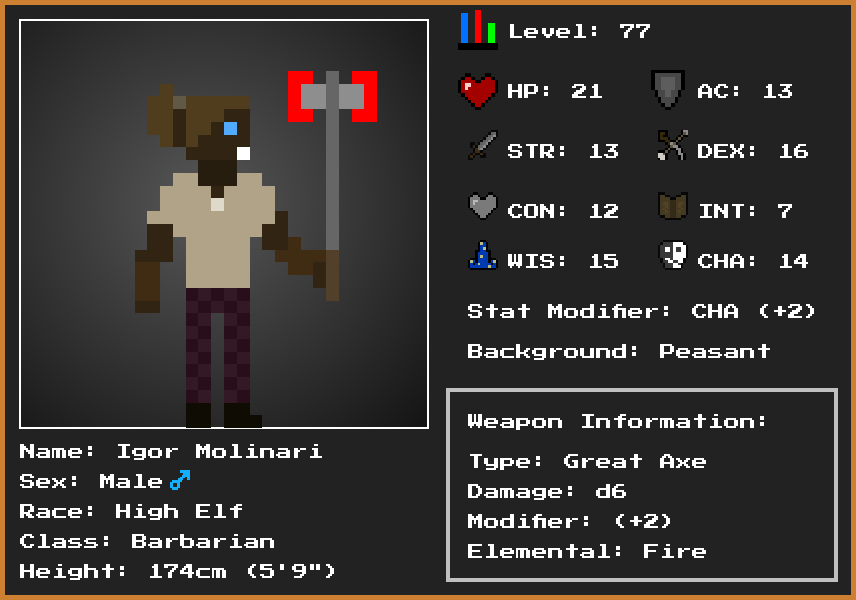 Level: 77
HP: 21
AC: 13
STR: 13
DEX: 16
CON: 12
INT: 7
WIS: 15
CHA: 14
Stat Modifier: CHA (+2)
Background: Peasant
Weapon Information:
Type: Great Axe
Damage: d6
Modifier: (+2)
Elemental: Fire
Name: Igor Molinari
Sex: Male ♂
Race: High Elf
Class: Barbarian
Height: 174cm (5'9")